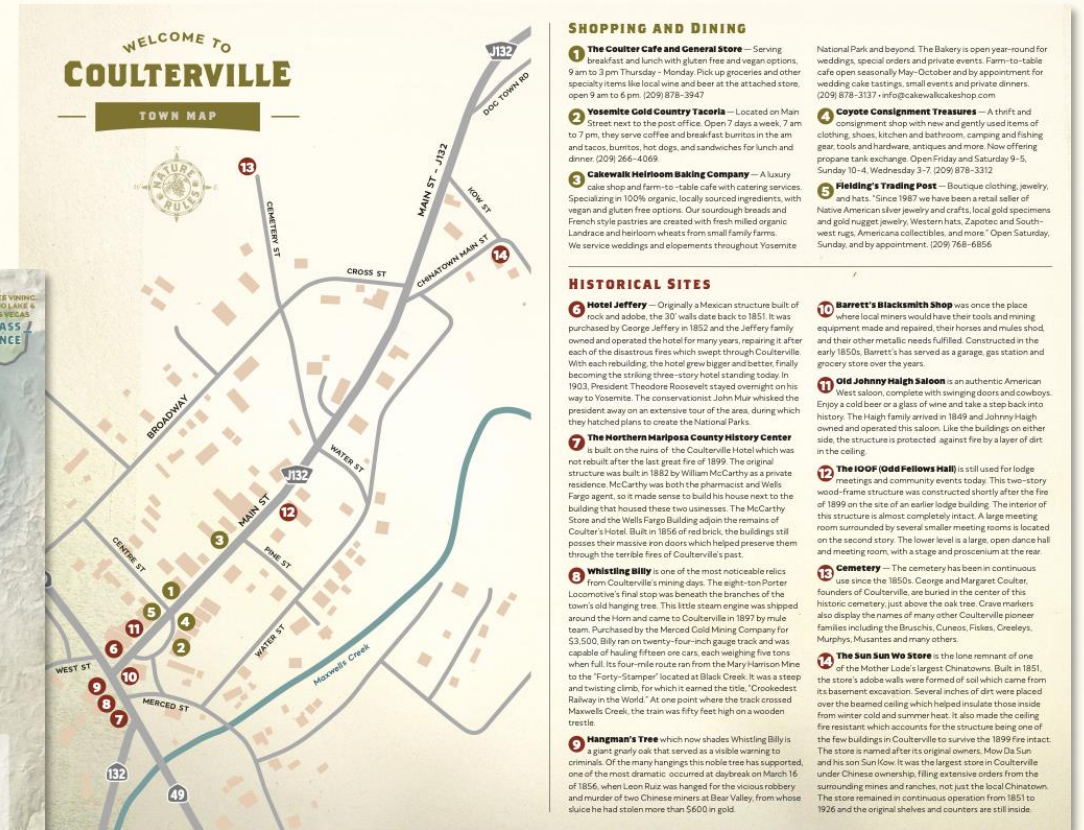 WELCOME TO
COULTERVILLE
TOWN MAP
NATURE
RULES
E VINING,
O LAKE &
S VEGAS
ASS
NCE
J132
DOG TOWN RD
MAIN ST - J132
KOW ST
CHINATOWN MAIN ST
14
13
CEMETERY ST
CROSS ST
BROADWAY
WATER ST
J132
MAIN ST
12
3
PINE ST
CENTRE ST
1
5
4
11
2
6
WATER ST
Maxwells Creek
WEST ST
10
9
8
7
MERCED ST
132
49
SHOPPING AND DINING
1 The Coulter Cafe and General Store — Serving
breakfast and lunch with gluten free and vegan options,
9 am to 3 pm Thursday - Monday. Pick up groceries and other
specialty items like local wine and beer at the attached store,
open 9 am to 6 pm. (209) 878-3947
2 Yosemite Gold Country Tacoria — Located on Main
Street next to the post office. Open 7 days a week, 7 am
to 7 pm, they serve coffee and breakfast burritos in the am
and tacos, burritos, hot dogs, and sandwiches for lunch and
dinner. (209) 266-4069
3 Cakewalk Heirloom Baking Company — A luxury
cake shop and farm-to -table cafe with catering services.
Specializing in 100% organic, locally sourced ingredients, with
vegan and gluten free options. Our sourdough breads and
French style pastries are created with fresh milled organic
Landrace and heirloom wheats from small family farms.
We service weddings and elopements throughout Yosemite
National Park and beyond. The Bakery is open year-round for
weddings, special orders and private events. Farm-to-table
cafe open seasonally May-October and by appointment for
wedding cake tastings, small events and private dinners.
(209) 878-3137 • info@cakewalkcakeshop.com
4 Coyote Consignment Treasures — A thrift and
consignment shop with new and gently used items of
clothing, shoes, kitchen and bathroom, camping and fishing
gear, tools and hardware, antiques and more. Now offering
propane tank exchange. Open Friday and Saturday 9-5,
Sunday 10-4, Wednesday 3-7. (209) 878-3312
5 Fielding's Trading Post — Boutique clothing, jewelry,
and hats. "Since 1987 we have been a retail seller of
Native American silver jewelry and crafts, local gold specimens
and gold nugget jewelry, Western hats, Zapotec and South-
west rugs, Americana collectibles, and more." Open Saturday,
Sunday, and by appointment. (209) 768-6856
HISTORICAL SITES
6 Hotel Jeffery — Originally a Mexican structure built of
rock and adobe, the 30" walls date back to 1851. It was
purchased by George Jeffery in 1852 and the Jeffery family
owned and operated the hotel for many years, repairing it after
each of the disastrous fires which swept through Coulterville.
With each rebuilding, the hotel grew bigger and better, finally
becoming the striking three-story hotel standing today. In
1903, President Theodore Roosevelt stayed overnight on his
way to Yosemite. The conservationist John Muir whisked the
president away on an extensive tour of the area, during which
they hatched plans to create the National Parks.
7 The Northern Mariposa County History Center
is built on the ruins of the Coulterville Hotel which was
not rebuilt after the last great fire of 1899. The original
structure was built in 1882 by William McCarthy as a private
residence. McCarthy was both the pharmacist and Wells
Fargo agent, so it made sense to build his house next to the
building that housed these two usinesses. The McCarthy
Store and the Wells Fargo Building adjoin the remains of
Coulter's Hotel. Built in 1856 of red brick, the buildings still
posses their massive iron doors which helped preserve them
through the terrible fires of Coulterville's past.
8 Whistling Billy is one of the most noticeable relics
from Coulterville's mining days. The eight-ton Porter
Locomotive's final stop was beneath the branches of the
town's old hanging tree. This little steam engine was shipped
around the Horn and came to Coulterville in 1897 by mule
team. Purchased by the Merced Cold Mining Company for
$3,500, Billy ran on twenty-four-inch gauge track and was
capable of hauling fifteen ore cars, each weighing five tons
when full. Its four-mile route ran from the Mary Harrison Mine
to the "Forty-Stamper" located at Black Creek. It was a steep
and twisting climb, for which it earned the title, "Crookedest
Railway in the World." At one point where the track crossed
Maxwells Creek, the train was fifty feet high on a wooden
trestle.
9 Hangman's Tree which now shades Whistling Billy is
a giant gnarly oak that served as a visible warning to
criminals. Of the many hangings this noble tree has supported,
one of the most dramatic occurred at daybreak on March 16
of 1856, when Leon Ruiz was hanged for the vicious robbery
and murder of two Chinese miners at Bear Valley, from whose
sluice he had stolen more than $600 in gold.
10 Barrett's Blacksmith Shop was once the place
where local miners would have their tools and mining
equipment made and repaired, their horses and mules shod,
and their other metallic needs fulfilled. Constructed in the
early 1850s, Barrett's has served as a garage, gas station and
grocery store over the years.
11 Old Johnny Haigh Saloon is an authentic American
West saloon, complete with swinging doors and cowboys.
Enjoy a cold beer or a glass of wine and take a step back into
history. The Haigh family arrived in 1849 and Johnny Haigh
owned and operated this saloon. Like the buildings on either
side, the structure is protected against fire by a layer of dirt
in the ceiling.
12 The IOOF (Odd Fellows Hall) is still used for lodge
meetings and community events today. This two-story
wood-frame structure was constructed shortly after the fire
of 1899 on the site of an earlier lodge building. The interior of
this structure is almost completely intact. A large meeting
room surrounded by several smaller meeting rooms is located
on the second story. The lower level is a large, open dance hall
and meeting room, with a stage and proscenium at the rear.
13 Cemetery — The cemetery has been in continuous
use since the 1850s. George and Margaret Coulter,
founders of Coulterville, are buried in the center of this
historic cemetery, just above the oak tree. Crave markers
also display the names of many other Coulterville pioneer
families including the Bruschis, Cuneos, Fiskes, Creeleys,
Murphys, Musantes and many others.
14 The Sun Sun Wo Store is the lone remnant of one
of the Mother Lode's largest Chinatowns. Built in 1851,
the store's adobe walls were formed of soil which came from
its basement excavation. Several inches of dirt were placed
over the beamed ceiling which helped insulate those inside
from winter cold and summer heat. It also made the ceiling
fire resistant which accounts for the structure being one of
the few buildings in Coulterville to survive the 1899 fire intact.
The store is named after its original owners, Mow Da Sun
and his son Sun Kow. It was the largest store in Coulterville
under Chinese ownership, filling extensive orders from the
surrounding mines and ranches, not just the local Chinatown.
The store remained in continuous operation from 1851 to
1926 and the original shelves and counters are still inside.